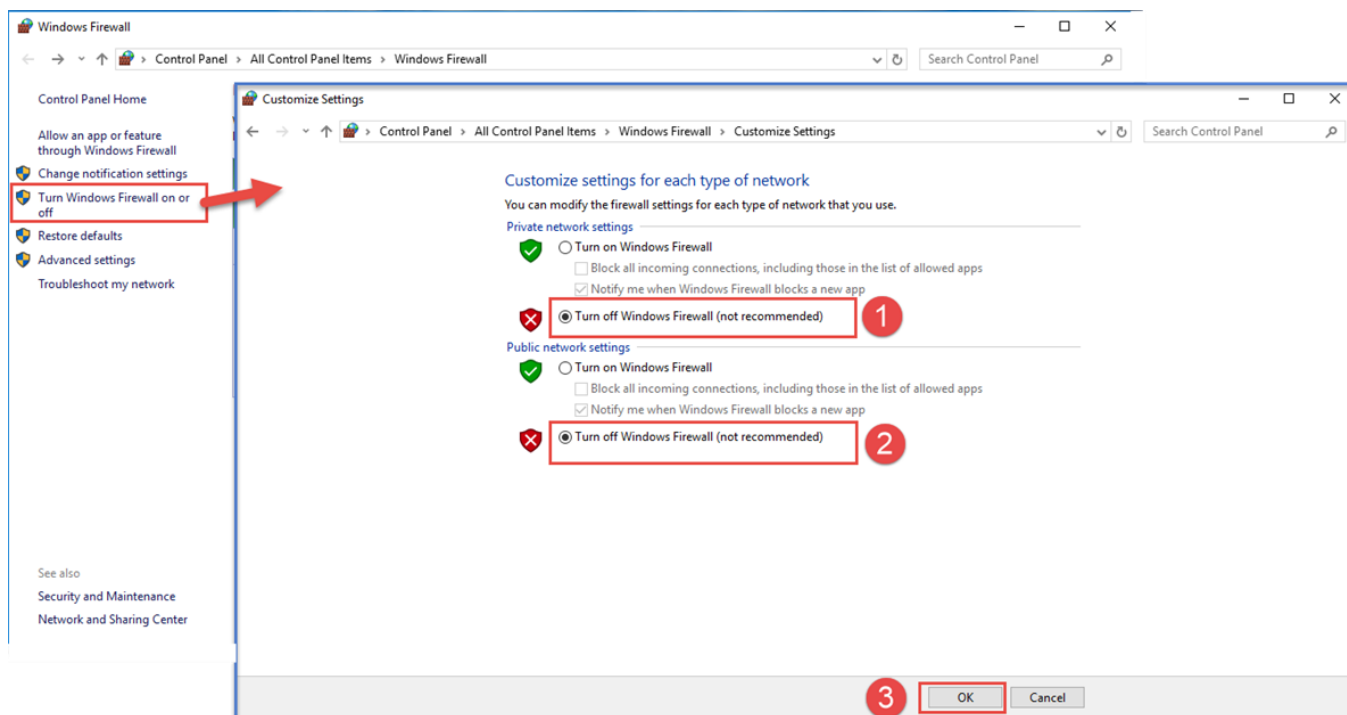 Windows Firewall
Control Panel > All Control Panel Items > Windows Firewall
Search Control Panel
Control Panel Home
Allow an app or feature
through Windows Firewall
Change notification settings
Turn Windows Firewall on or
off
Restore defaults
Advanced settings
Troubleshoot my network
See also
Security and Maintenance
Network and Sharing Center
Customize Settings
Control Panel > All Control Panel Items > Windows Firewall > Customize Settings
Search Control Panel
Customize settings for each type of network
You can modify the firewall settings for each type of network that you use.
Private network settings
Turn on Windows Firewall
Block all incoming connections, including those in the list of allowed apps
Notify me when Windows Firewall blocks a new app
Turn off Windows Firewall (not recommended)
1
Public network settings
Turn on Windows Firewall
Block all incoming connections, including those in the list of allowed apps
Notify me when Windows Firewall blocks a new app
Turn off Windows Firewall (not recommended)
2
3
OK
Cancel